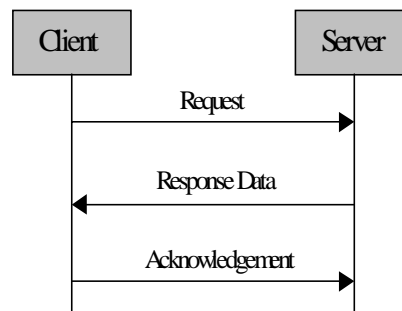 Client Server
Request
Response Data
Acknowledgement